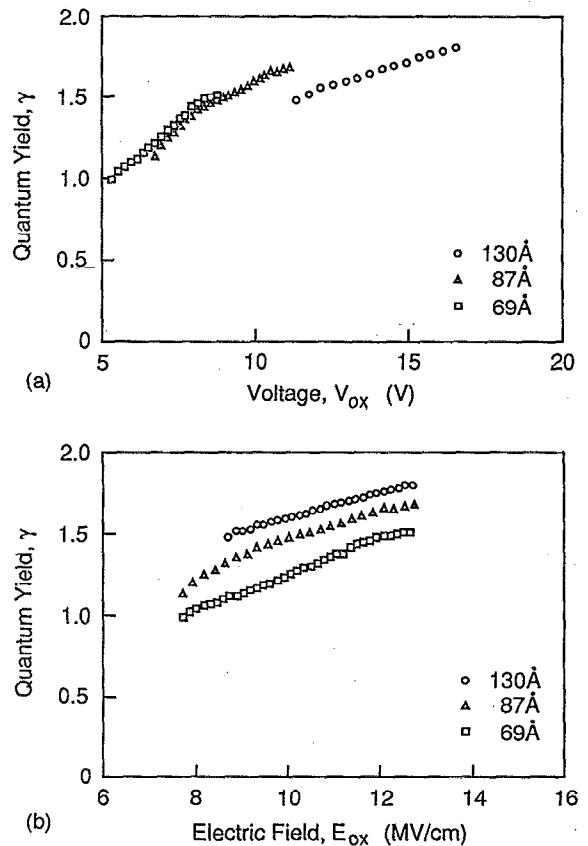 2.0
1.5
1.0
0.5
0
5
10
15
20
Quantum Yield, γ
○ 130Å
▲ 87Å
□ 69Å
(a)
Voltage, Vox (V)
2.0
1.5
1.0
0.5
0
6
8
10
12
14
16
Quantum Yield, γ
○ 130Å
△ 87Å
□ 69Å
(b)
Electric Field, Eox (MV/cm)